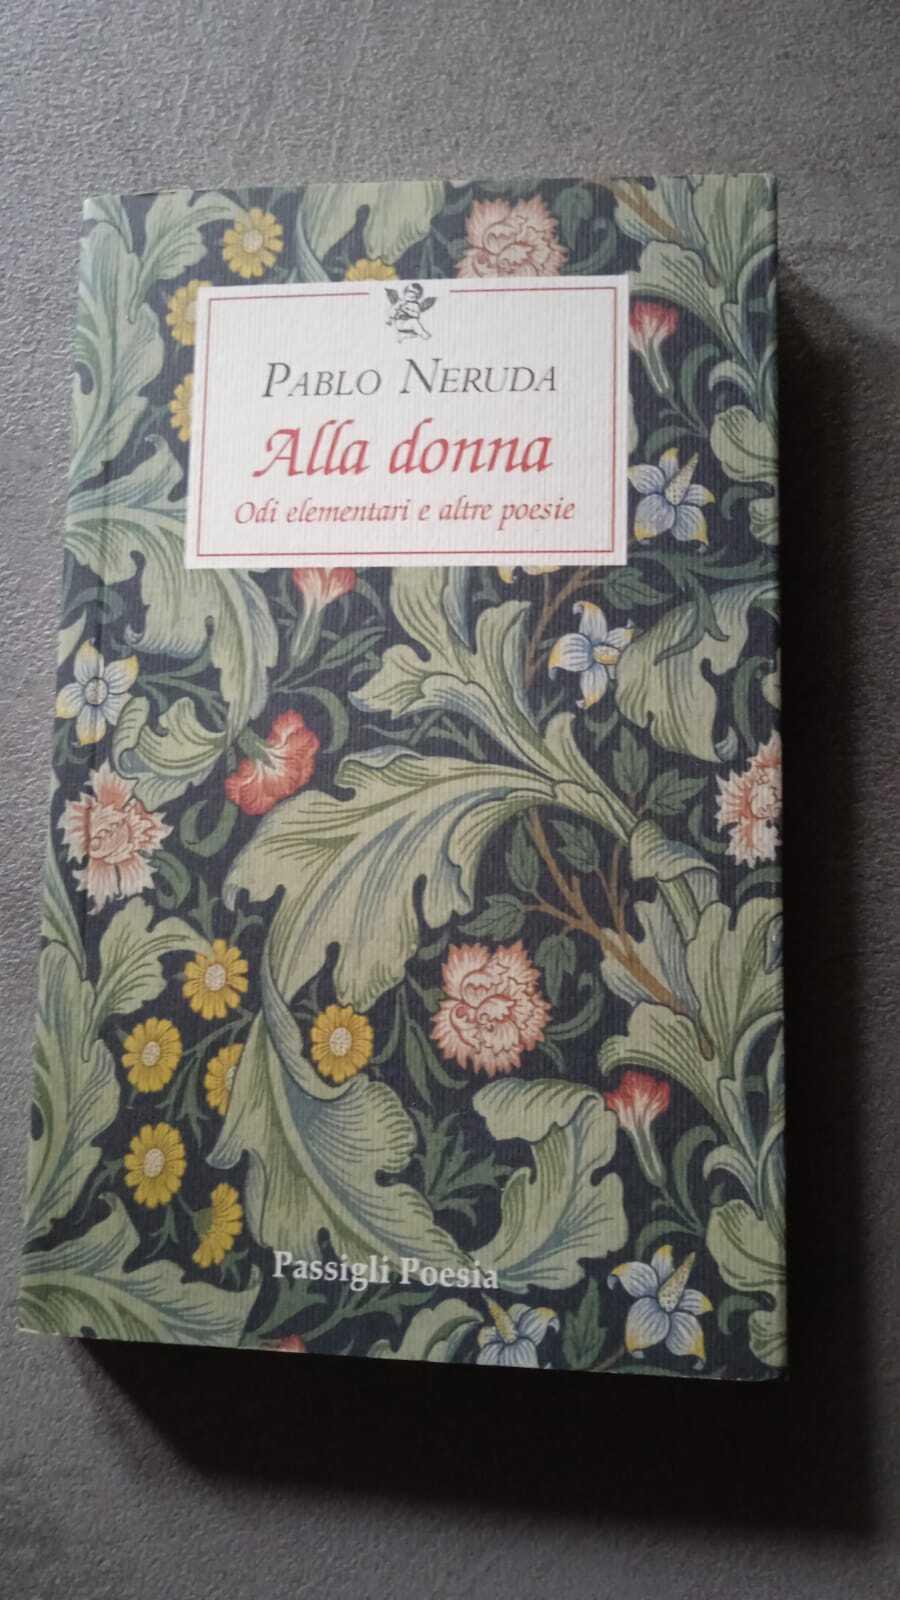 PABLO NERUDA
Alla donna
Odi elementari e altre poesie
Passigli Poesia